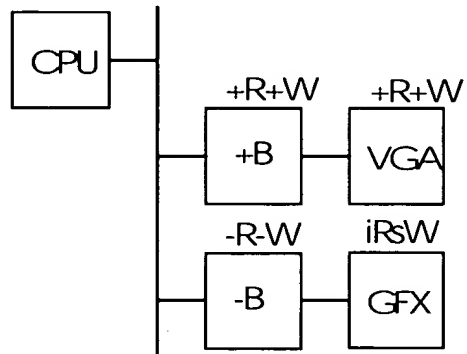 CPU
+R+W +R+W
+B VGA
-R-W iRsW
-B GFX